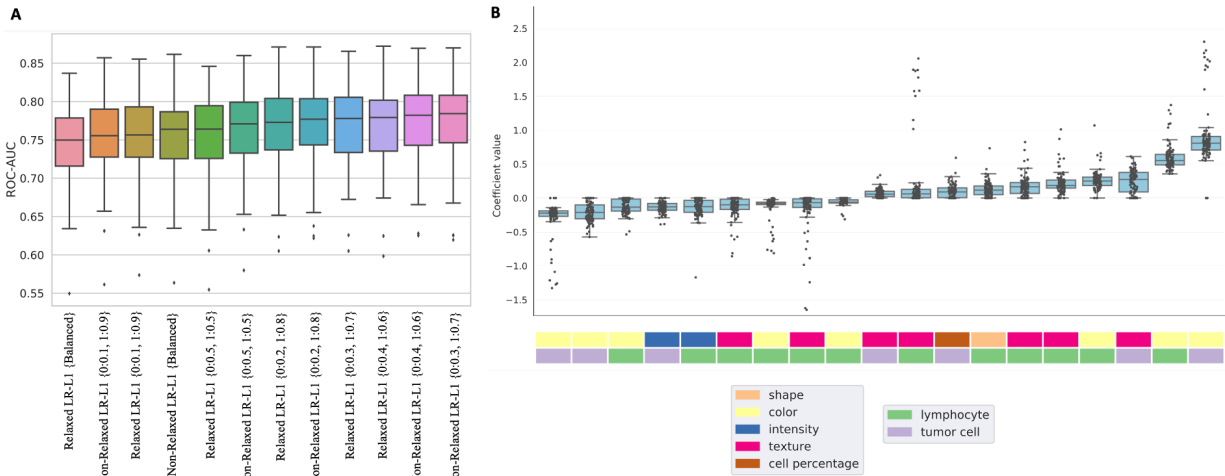 A
ROC-AUC
0.85
0.80
0.75
0.70
0.65
0.60
0.55
Relaxed LR-L1 {Balanced}
on-Relaxed LR-L1 {0:0.1, 1:0.9}
Relaxed LR-L1 {0:0.1, 1:0.9}
Non-Relaxed LR-L1 {Balanced}
Relaxed LR-L1 {0:0.5, 1:0.5}
on-Relaxed LR-L1 {0:0.5, 1:0.5}
Relaxed LR-L1 {0:0.2, 1:0.8}
on-Relaxed LR-L1 {0:0.2, 1:0.8}
Relaxed LR-L1 {0:0.3, 1:0.7}
Relaxed LR-L1 {0:0.4, 1:0.6}
on-Relaxed LR-L1 {0:0.4, 1:0.6}
on-Relaxed LR-L1 {0:0.3, 1:0.7}
B
Coefficient value
2.5
2.0
1.5
1.0
0.5
0.0
−0.5
−1.0
−1.5
shape
color
intensity
texture
cell percentage
lymphocyte
tumor cell